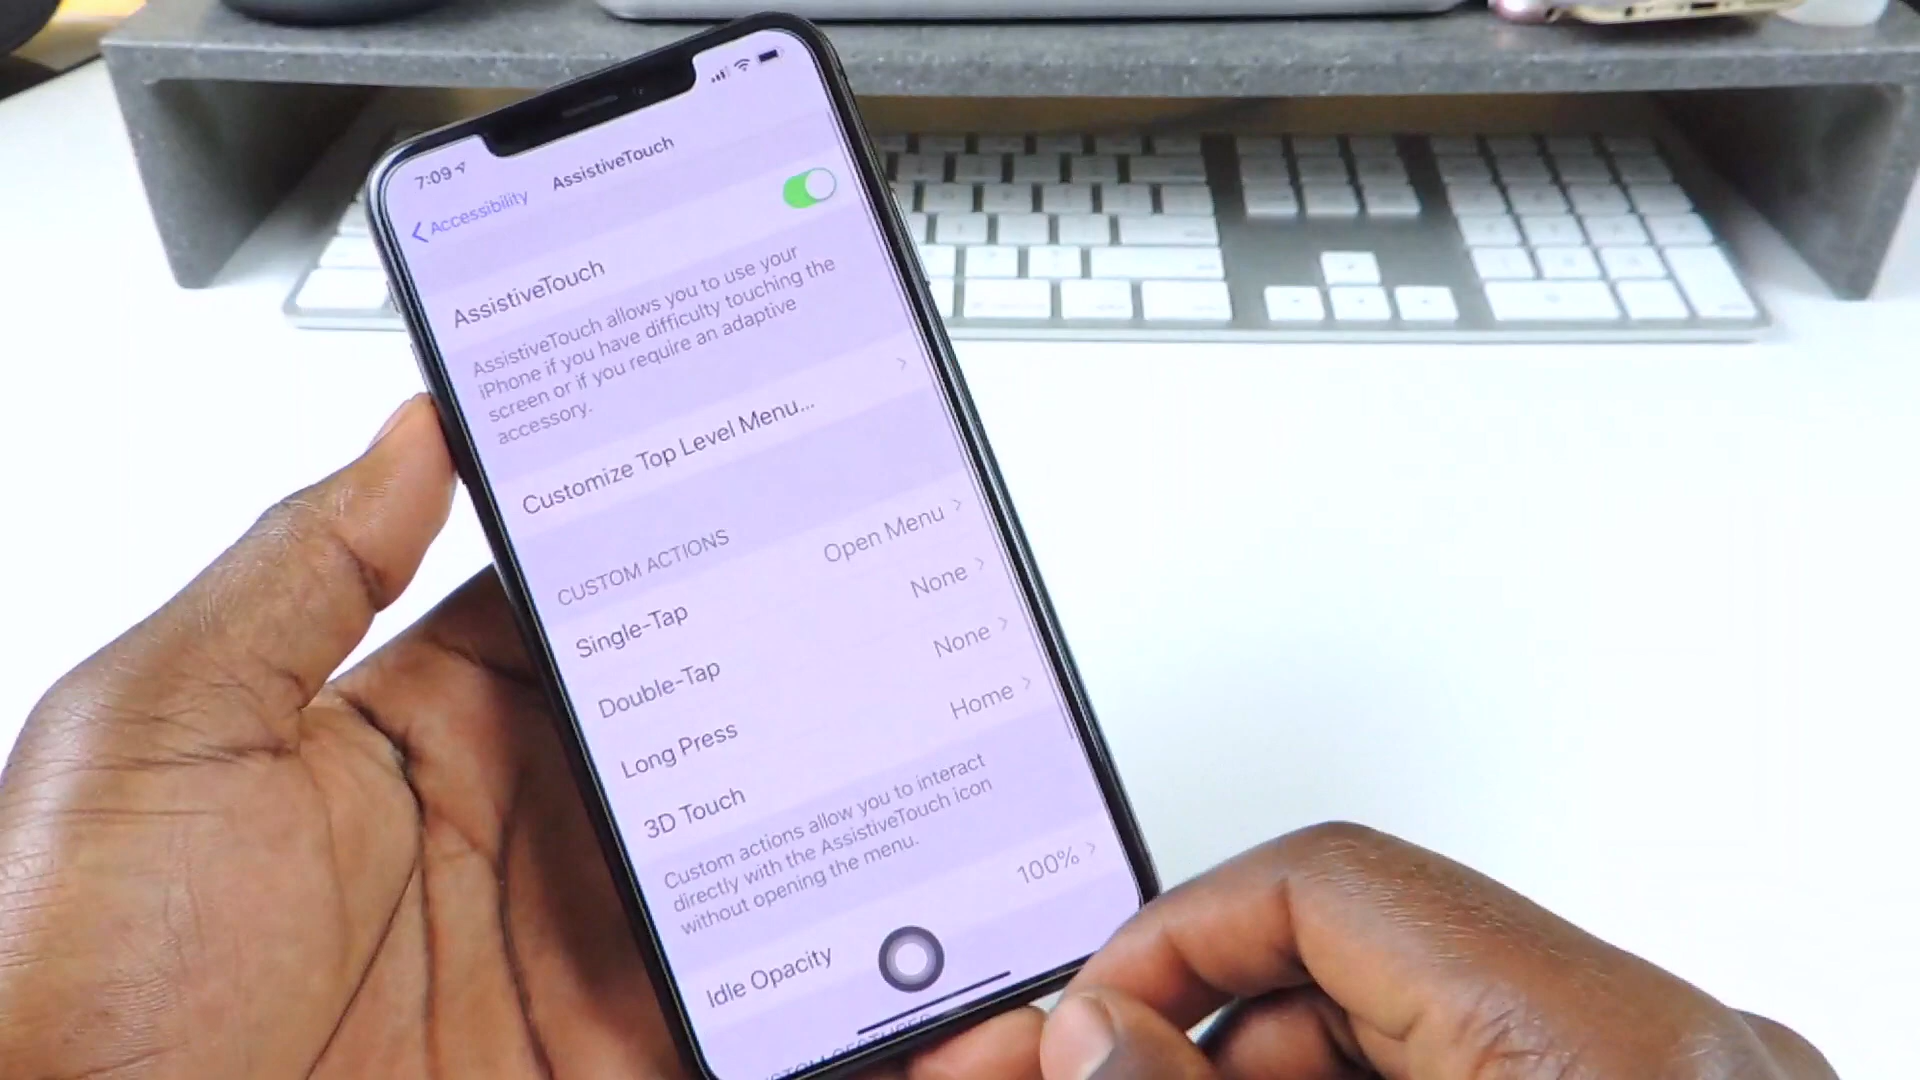 7:09
Accessibility
AssistiveTouch
AssistiveTouch
AssistiveTouch allows you to use your
iPhone if you have difficulty touching the
screen or if you require an adaptive
accessory.
Customize Top Level Menu...
CUSTOM ACTIONS
Single-Tap Open Menu
Double-Tap None
Long Press None
3D Touch Home
Custom actions allow you to interact
directly with the AssistiveTouch icon
without opening the menu.
Idle Opacity 100%